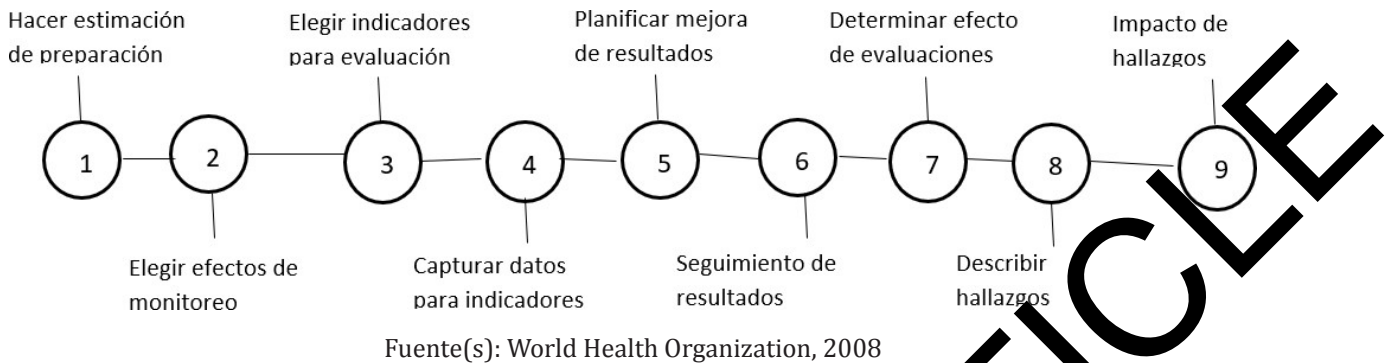 Hacer estimación
de preparación
Elegir indicadores
para evaluación
Planificar mejora
de resultados
Determinar efecto
de evaluaciones
Impacto de
hallazgos
1
2
3
4
5
6
7
8
9
Elegir efectos de
monitoreo
Capturar datos
para indicadores
Seguimiento de
resultados
Describir
hallazgos
Fuente(s): World Health Organization, 2008
TICLE